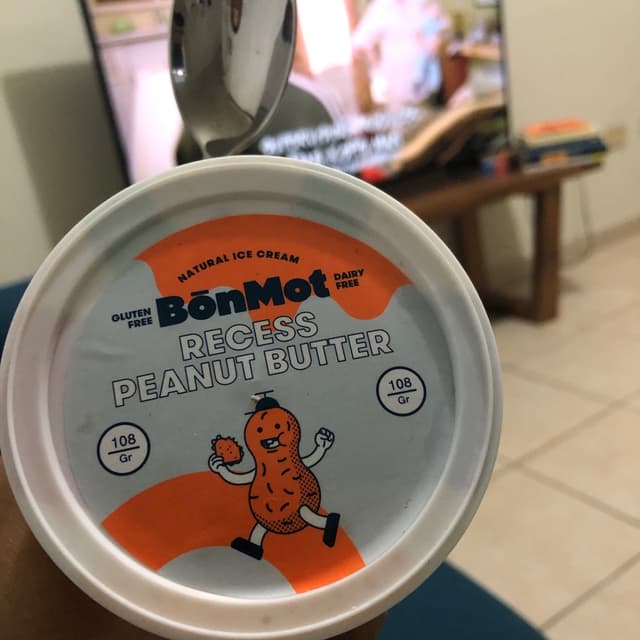 NATURAL ICE CREAM
GLUTEN
FREE
BōnMot
DAIRY
FREE
RECESS
PEANUT BUTTER
108
Gr
108
Gr